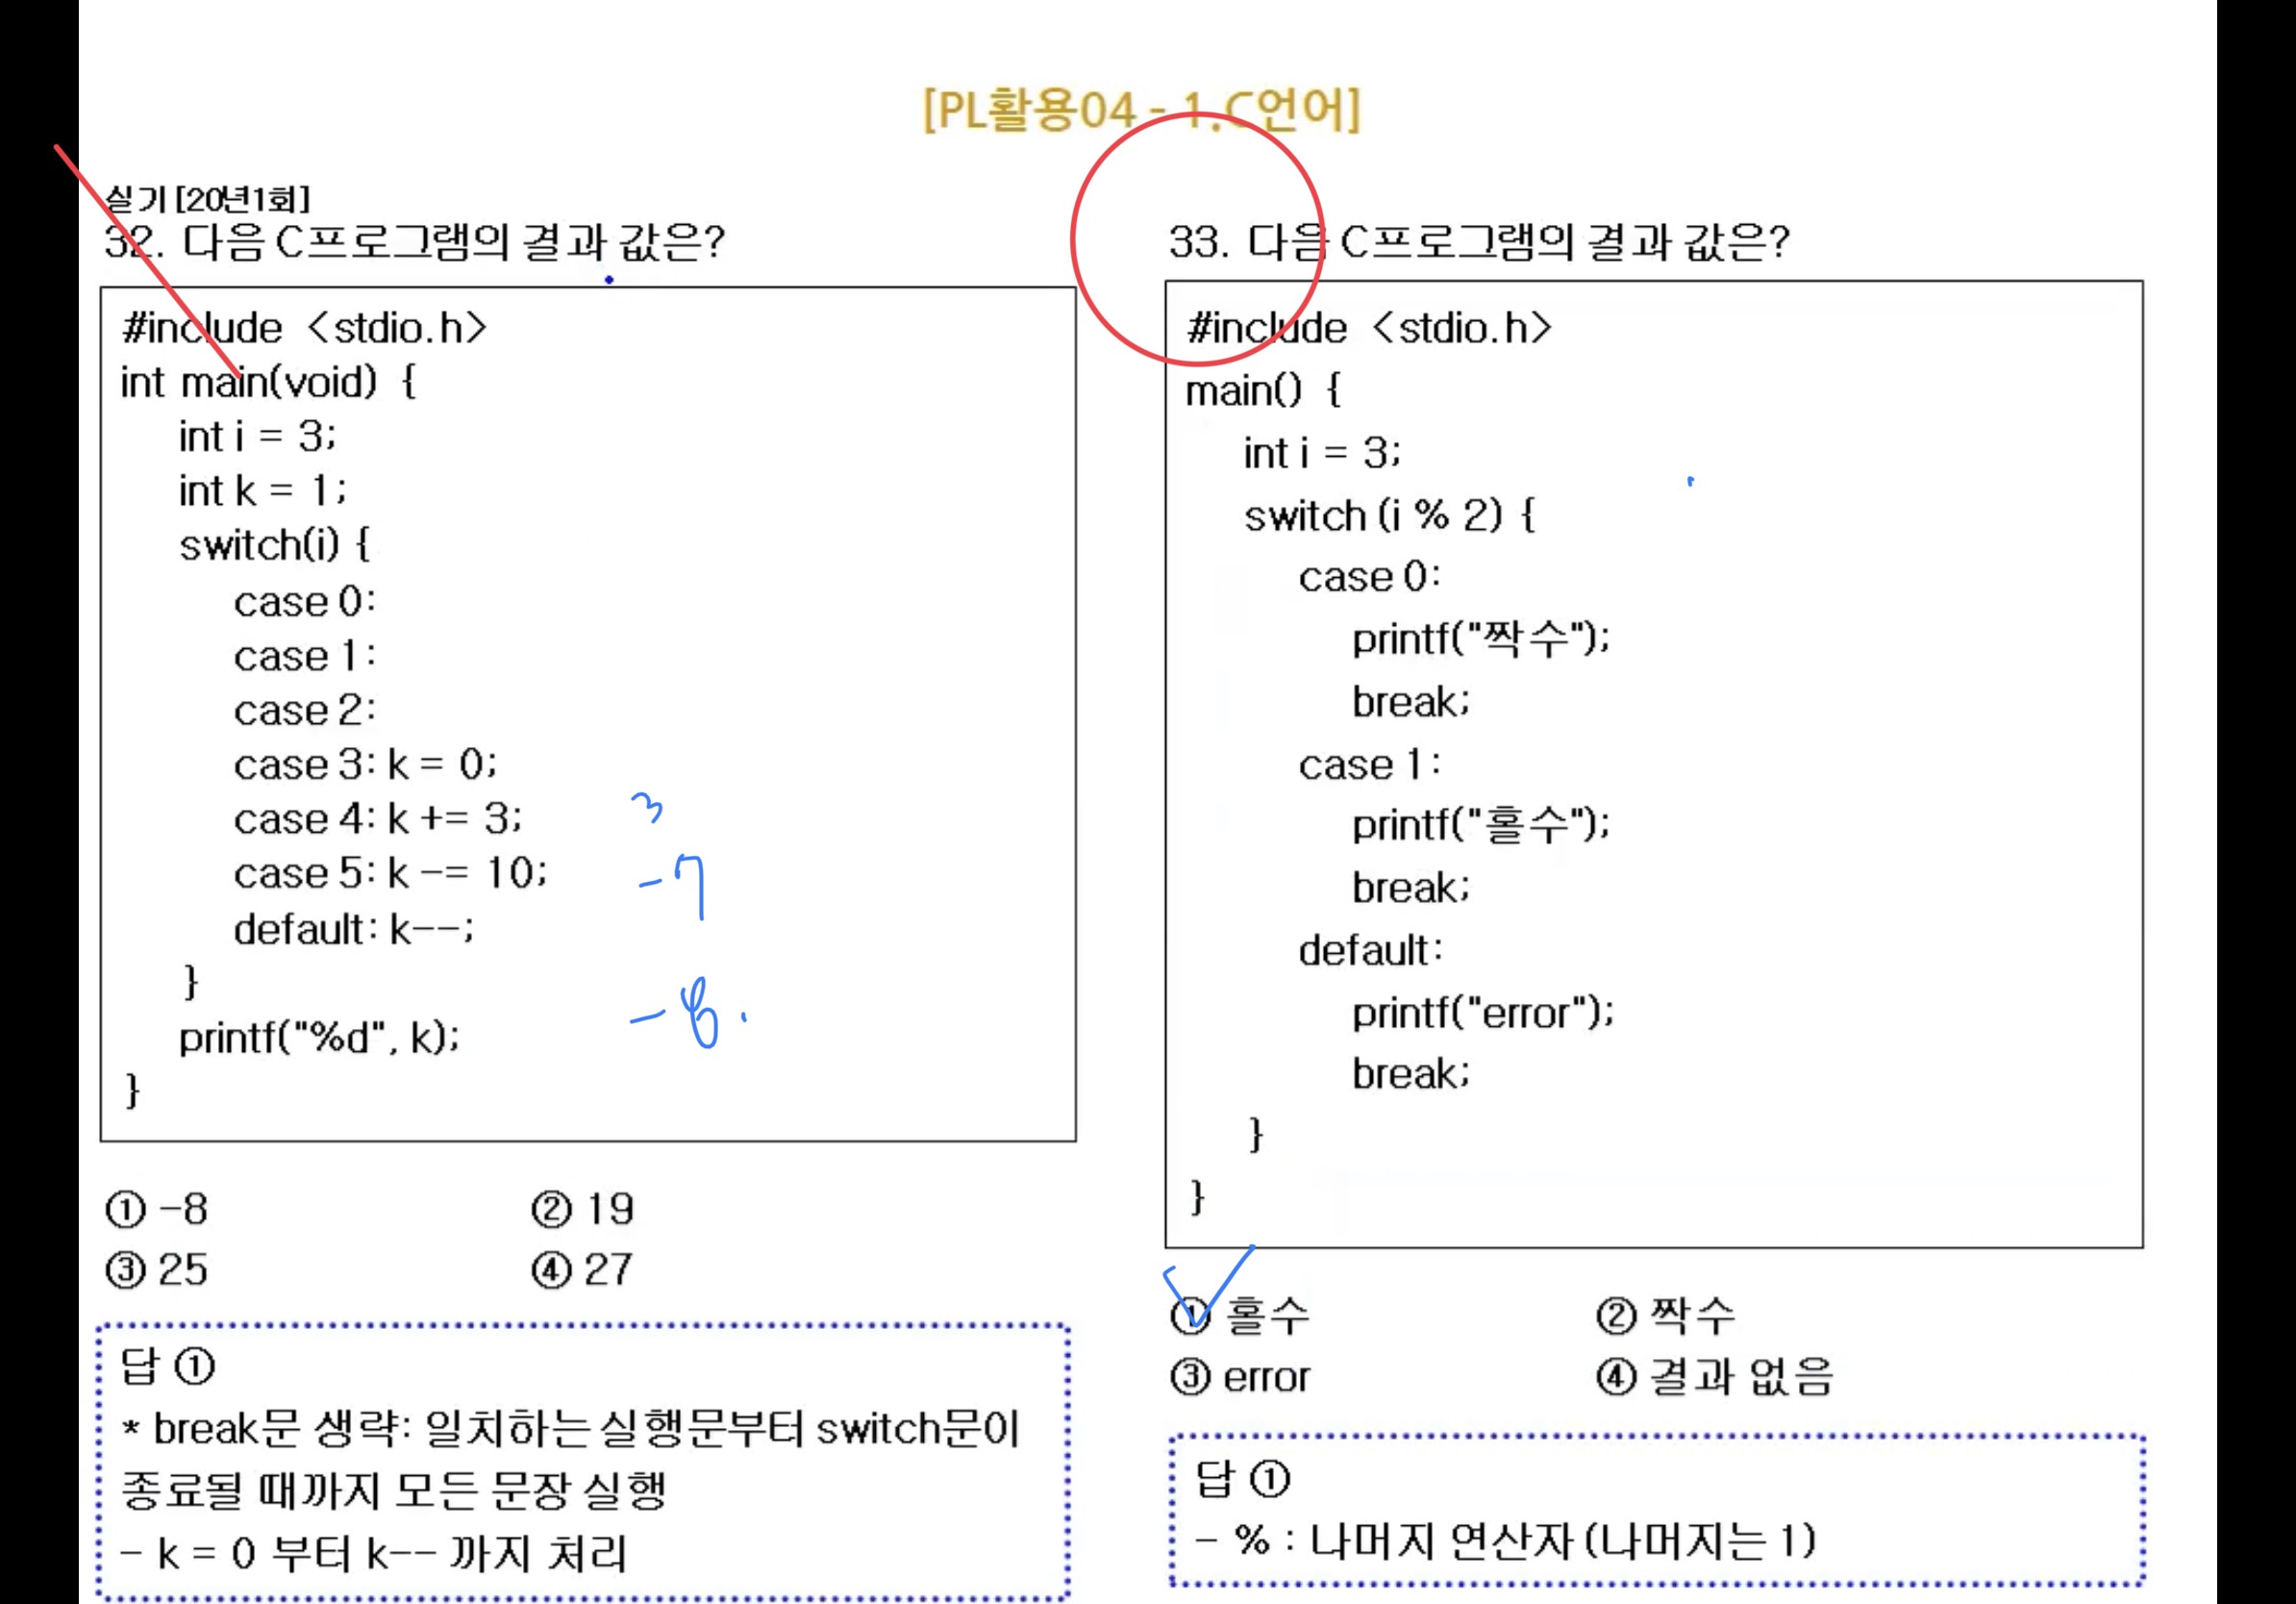 [PL활용04 - 1.C언어]
실기 [20년1회]
32. 다음 C프로그램의 결과 값은?
#include <stdio.h>
int main(void) {
int i = 3;
int k = 1;
switch(i) {
case 0:
case 1:
case 2:
case 3: k = 0;
case 4: k += 3;
3
case 5: k -= 10;
-7
default: k--;
}
-8.
printf("%d", k);
}
① -8
② 19
③ 25
④ 27
답 ①
* break문 생략: 일치하는 실행문부터 switch문이
종료될 때까지 모든 문장 실행
- k = 0 부터 k-- 까지 처리
33. 다음 C프로그램의 결과 값은?
#include <stdio.h>
main() {
int i = 3;
switch (i % 2) {
case 0:
printf("짝수");
break;
case 1:
printf("홀수");
break;
default:
printf("error");
break;
}
}
① 홀수
② 짝수
③ error
④ 결과 없음
답 ①
- % : 나머지 연산자 (나머지는 1)